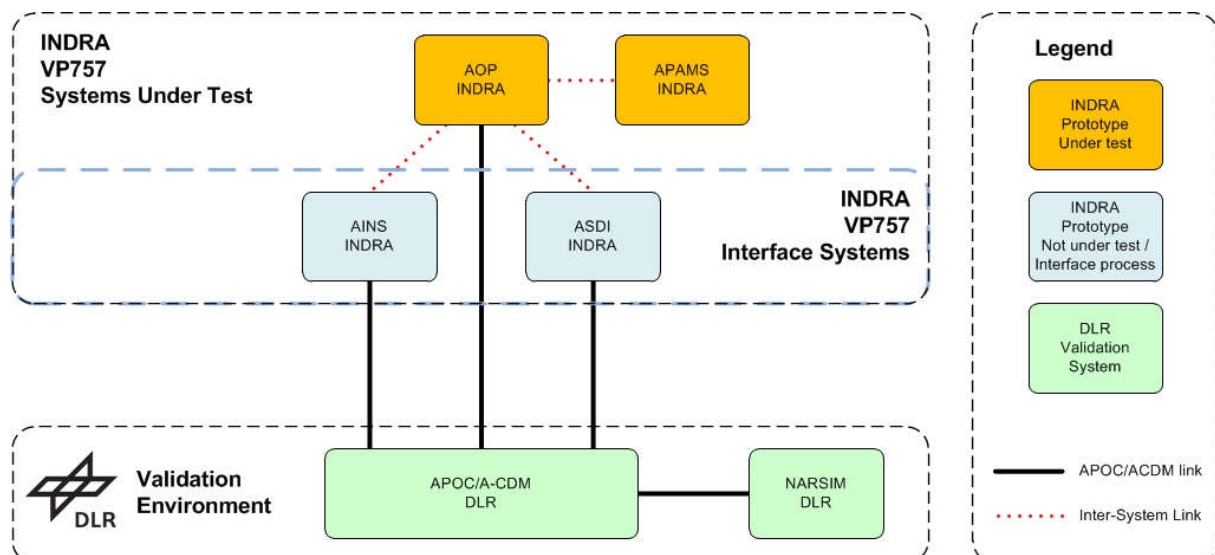 INDRA
VP757
Systems Under Test
AOP
INDRA
APAMS
INDRA
AINS
INDRA
ASDI
INDRA
INDRA
VP757
Interface Systems
DLR
Validation
Environment
APOC/A-CDM
DLR
NARSIM
DLR
Legend
INDRA
Prototype
Under test
INDRA
Prototype
Not under test /
Interface process
DLR
Validation
System
APOC/ACDM link
Inter-System Link